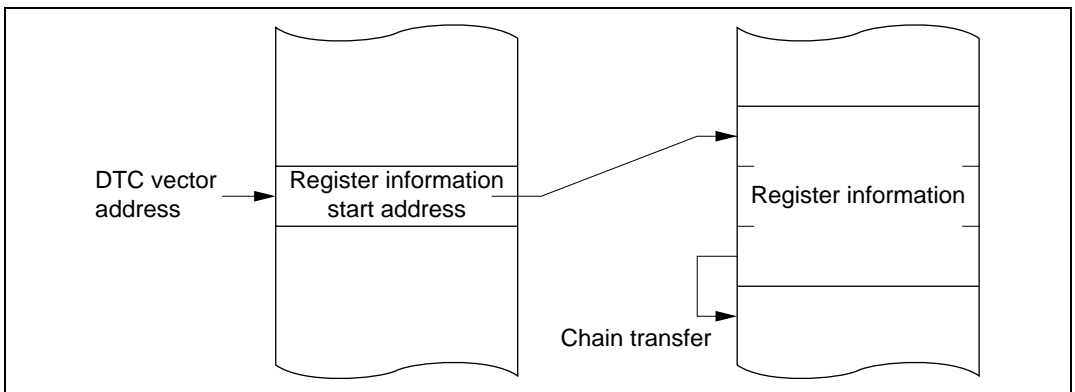 DTC vector
address
Register information
start address
Register information
Chain transfer